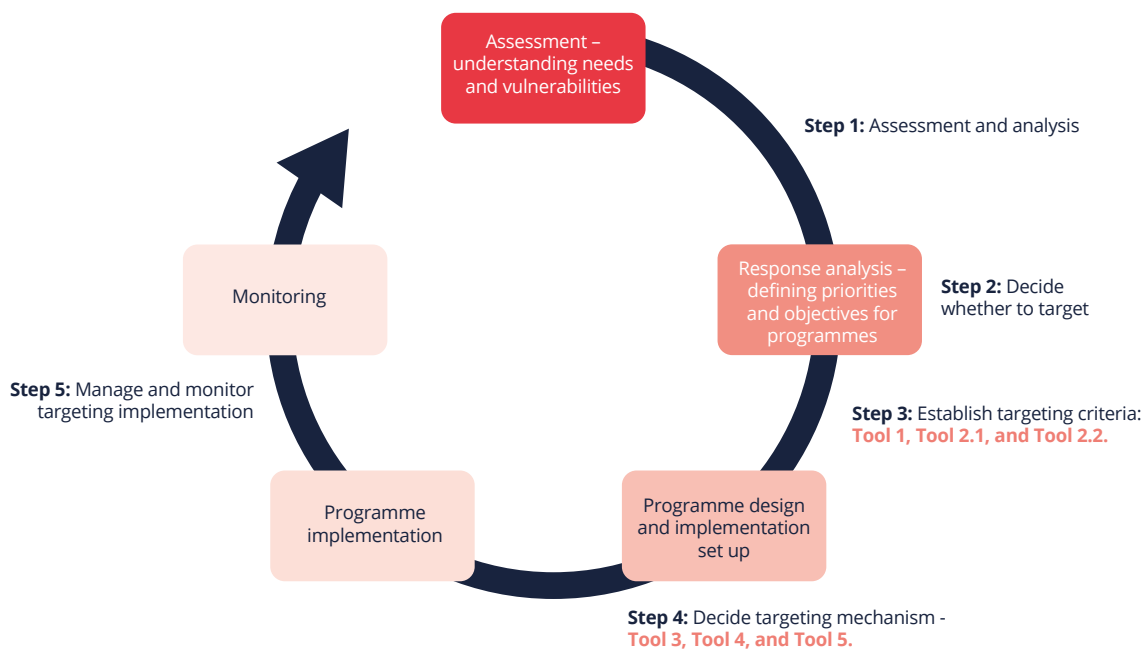 Assessment –
understanding needs
and vulnerabilities
Step 1: Assessment and analysis
Response analysis –
defining priorities
and objectives for
programmes
Step 2: Decide
whether to target
Step 3: Establish targeting criteria:
Tool 1, Tool 2.1, and Tool 2.2.
Programme design
and implementation
set up
Step 4: Decide targeting mechanism -
Tool 3, Tool 4, and Tool 5.
Programme
implementation
Step 5: Manage and monitor
targeting implementation
Monitoring